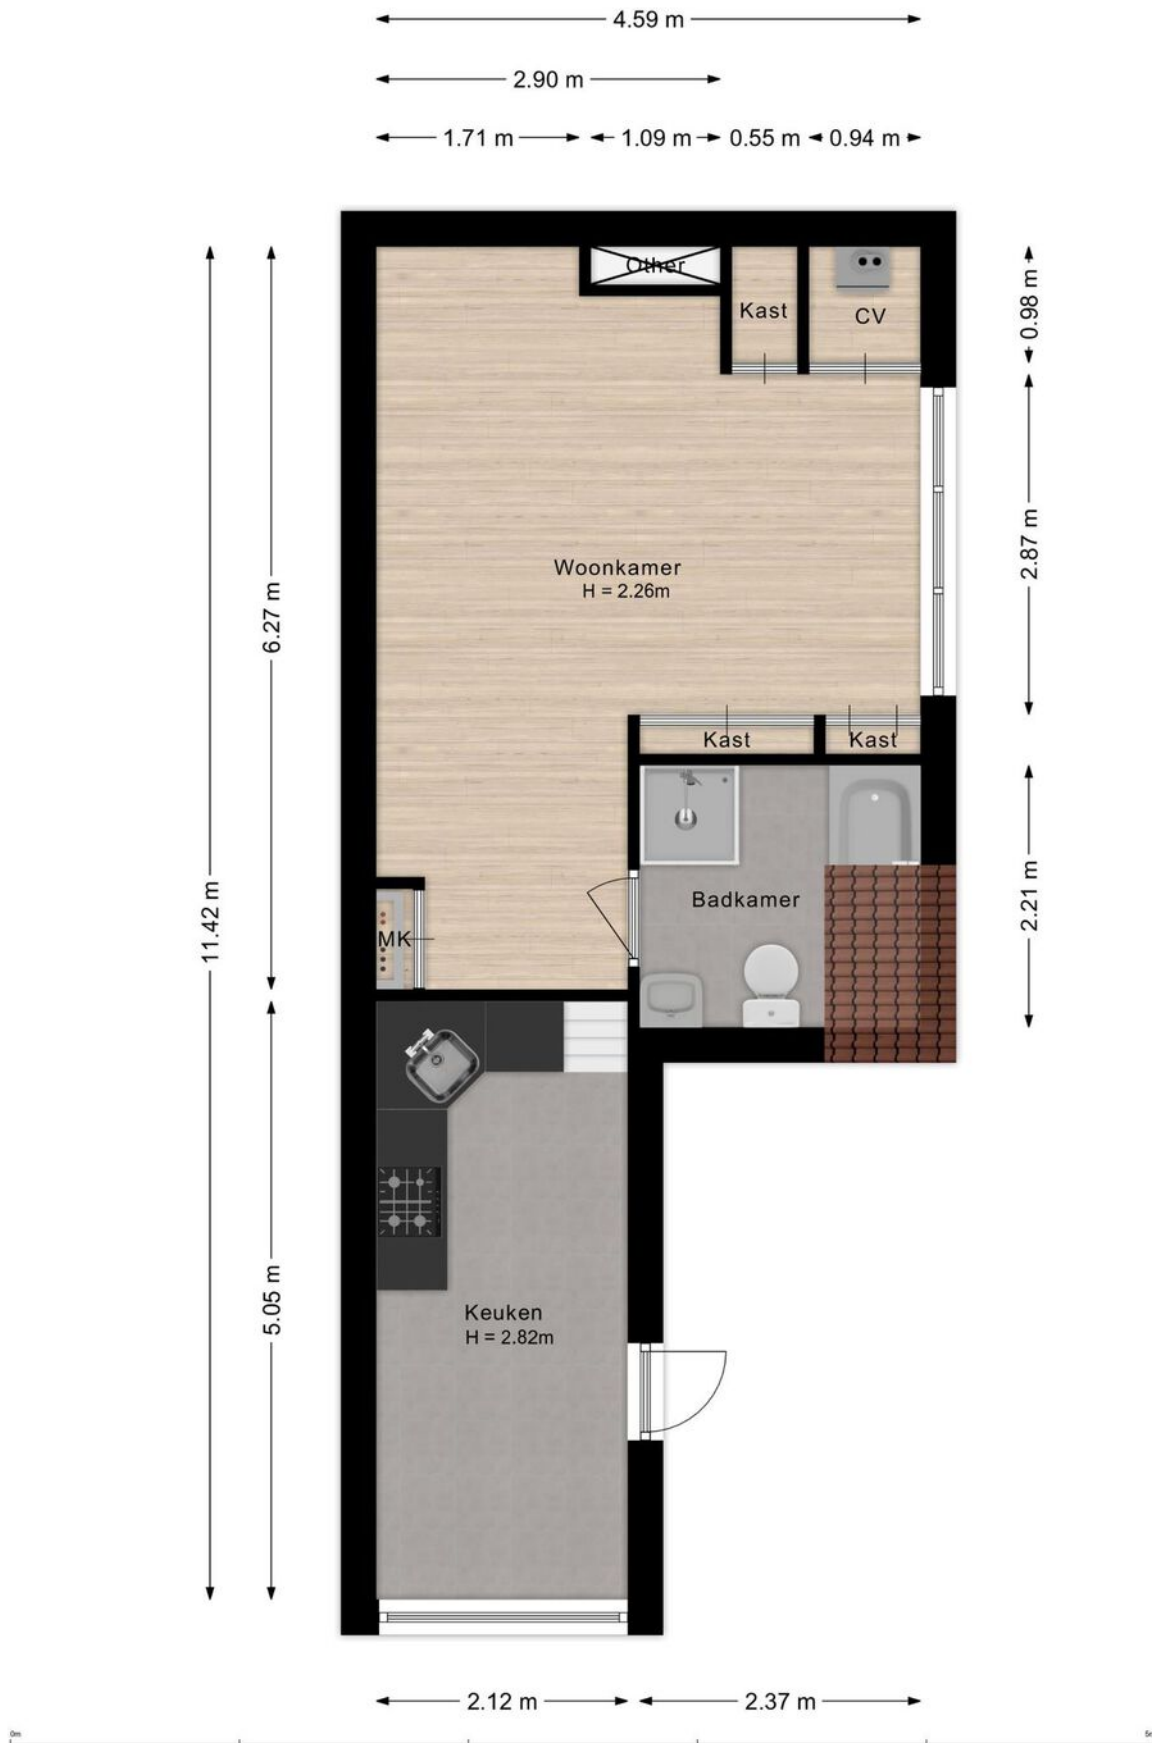 4.59 m
2.90 m
1.71 m
1.09 m
0.55 m
0.94 m
Other
Kast
CV
0.98 m
2.87 m
Woonkamer
H = 2.26m
6.27 m
Kast
Kast
11.42 m
2.21 m
Badkamer
MK
5.05 m
Keuken
H = 2.82m
2.12 m
2.37 m
0m